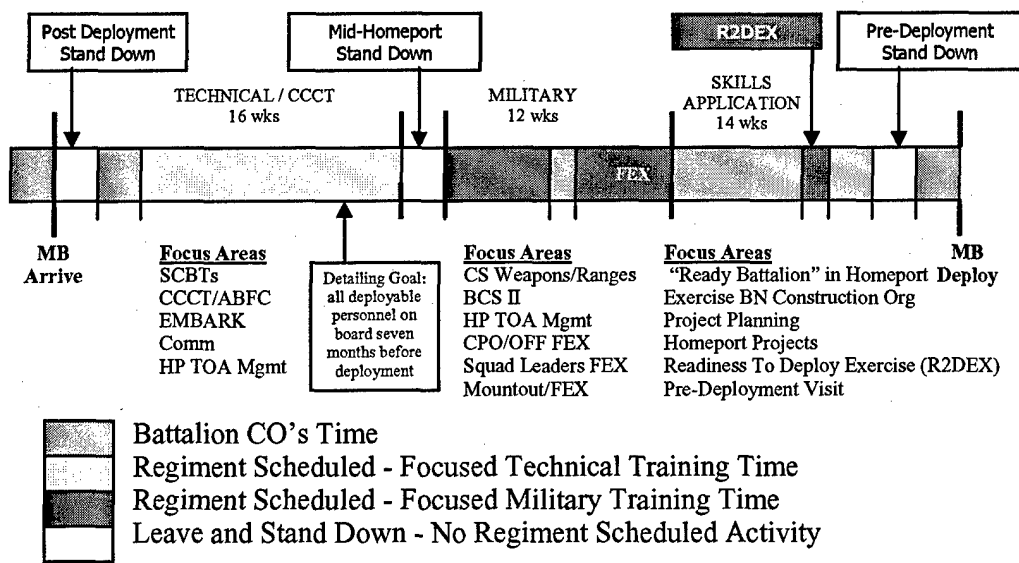 Post Deployment
Stand Down
Mid-Homeport
Stand Down
R2DEX
Pre-Deployment
Stand Down
TECHNICAL / CCCT
16 wks
MILITARY
12 wks
SKILLS
APPLICATION
14 wks
FEX
MB
Arrive
Focus Areas
SCBTs
CCCT/ABFC
EMBARK
Comm
HP TOA Mgmt
Detailing Goal:
all deployable
personnel on
board seven
months before
deployment
Focus Areas
CS Weapons/Ranges
BCS II
HP TOA Mgmt
CPO/OFF FEX
Squad Leaders FEX
Mountout/FEX
Focus Areas
"Ready Battalion" in Homeport
Exercise BN Construction Org
Project Planning
Homeport Projects
Readiness To Deploy Exercise (R2DEX)
Pre-Deployment Visit
MB
Deploy
Battalion CO's Time
Regiment Scheduled - Focused Technical Training Time
Regiment Scheduled - Focused Military Training Time
Leave and Stand Down - No Regiment Scheduled Activity